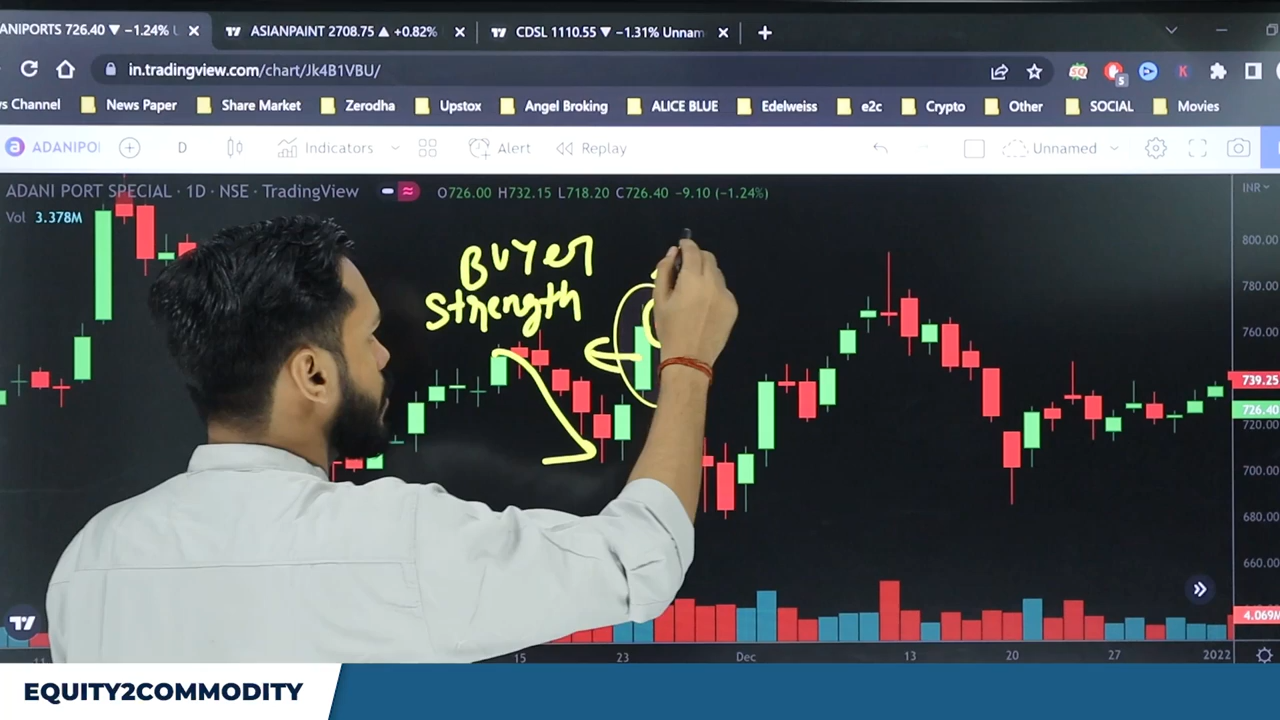 ANIPORTS 726.40 ▼ −1.24% U
ASIANPAINT 2708.75 ▲ +0.82%
CDSL 1110.55 ▼ −1.31% Unnam
in.tradingview.com/chart/Jk4B1VBU/
5
K
vs Channel News Paper Share Market Zerodha Upstox Angel Broking ALICE BLUE Edelweiss e2c Crypto Other SOCIAL Movies
a ADANIPO D Indicators Alert Replay Unnamed
ADANI PORT SPECIAL · 1D · NSE · TradingView O726.00 H732.15 L718.20 C726.40 −9.10 (−1.24%) INR
Vol 3.378M
Buyer
Strength
800.00
780.00
760.00
739.25
726.40
720.00
700.00
680.00
660.00
4.069M
11 15 23 Dec 13 20 27 2022
EQUITY2COMMODITY